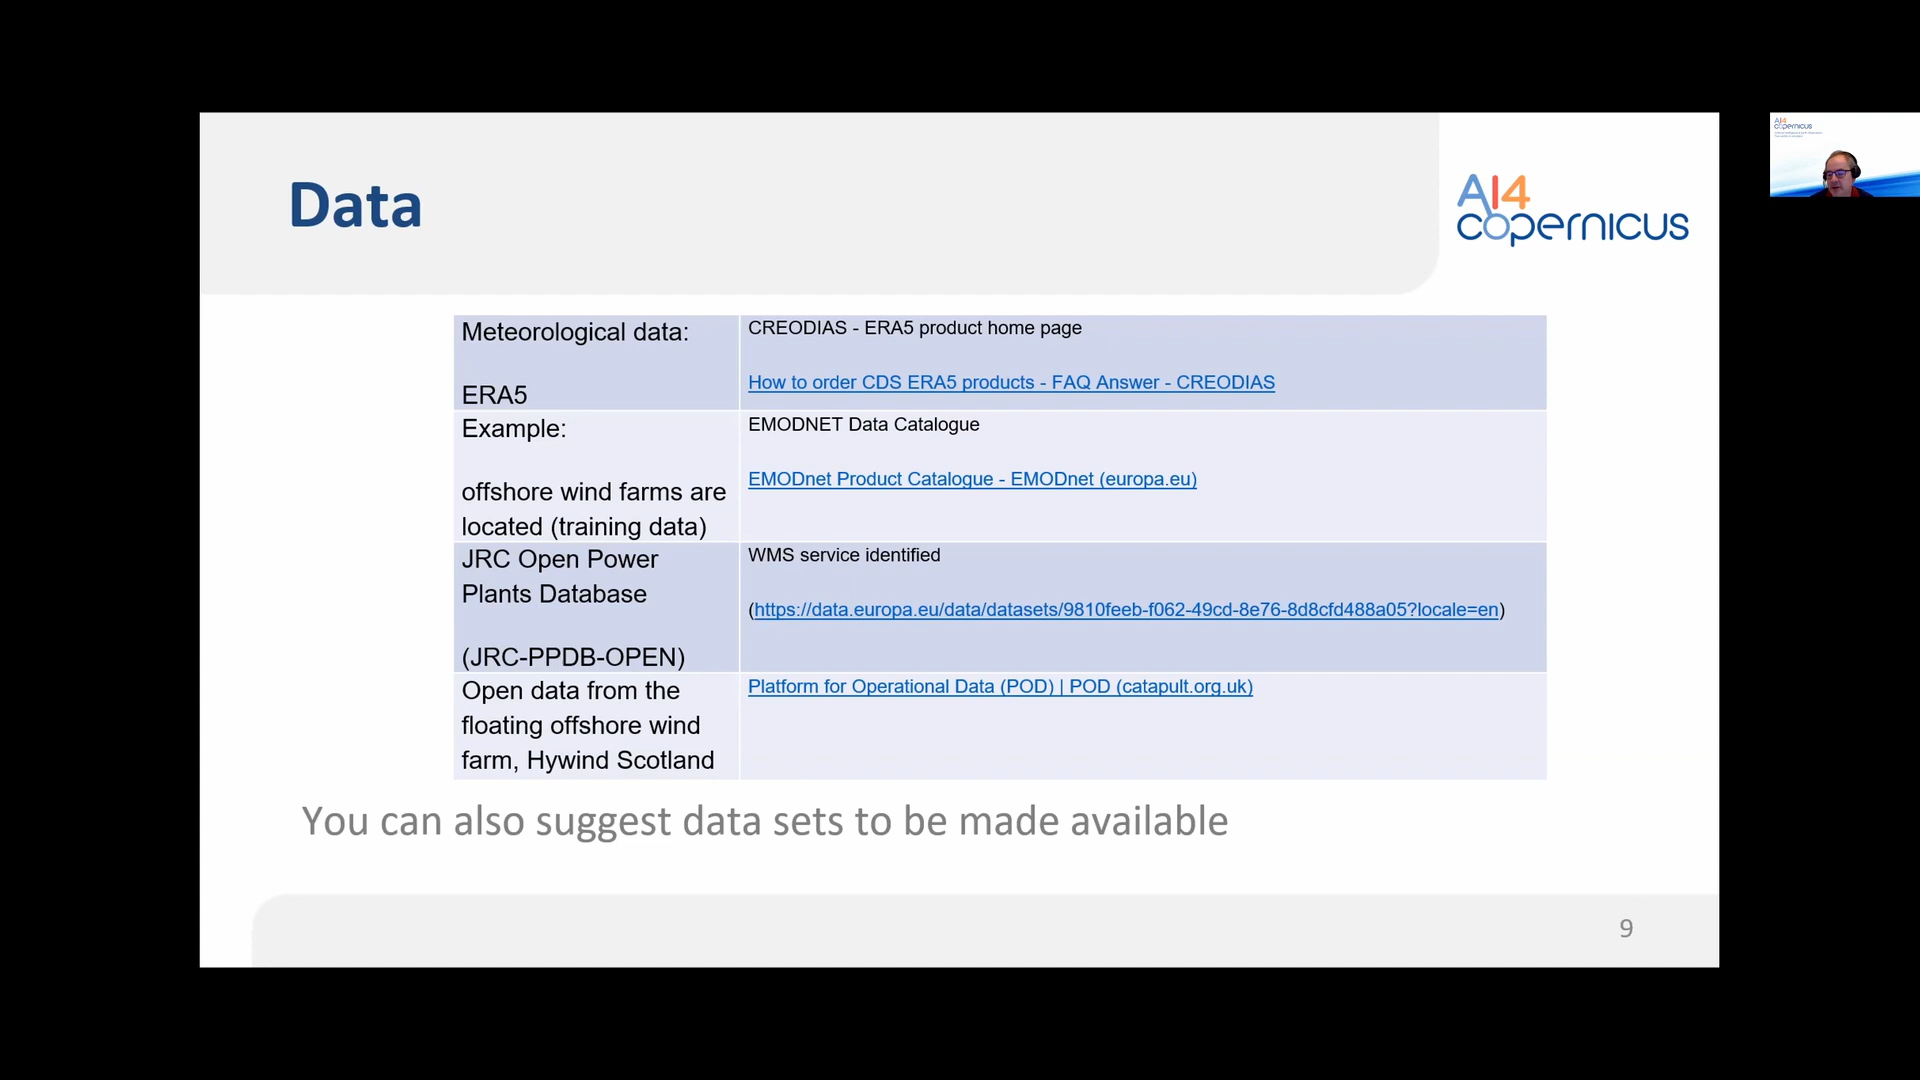 Data
AI4
copernicus
AI4
copernicus
Meteorological data:
ERA5
CREODIAS - ERA5 product home page
How to order CDS ERA5 products - FAQ Answer - CREODIAS
Example:
offshore wind farms are
located (training data)
EMODNET Data Catalogue
EMODnet Product Catalogue - EMODnet (europa.eu)
JRC Open Power
Plants Database
(JRC-PPDB-OPEN)
WMS service identified
(https://data.europa.eu/data/datasets/9810feeb-f062-49cd-8e76-8d8cfd488a05?locale=en)
Open data from the
floating offshore wind
farm, Hywind Scotland
Platform for Operational Data (POD) | POD (catapult.org.uk)
You can also suggest data sets to be made available
9